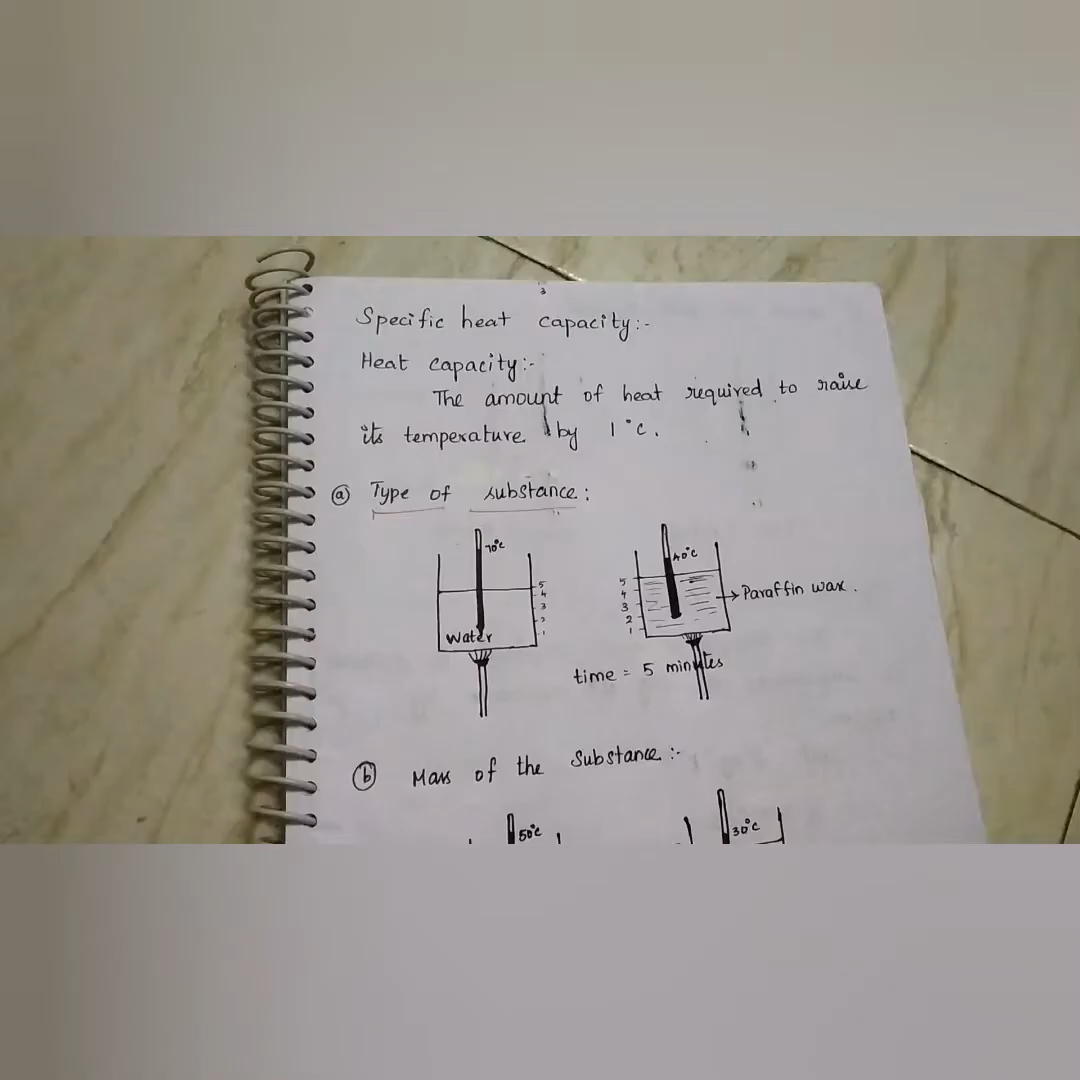 Specific heat capacity:-
Heat capacity:-
The amount of heat required to raise
its temperature by 1°c.
(a) Type of substance:
70°c
5
4
3
2
1
water
40°c
5
4
3
2
1
Paraffin wax.
time = 5 minutes
(b) Mass of the Substance:-
50°c
30°c